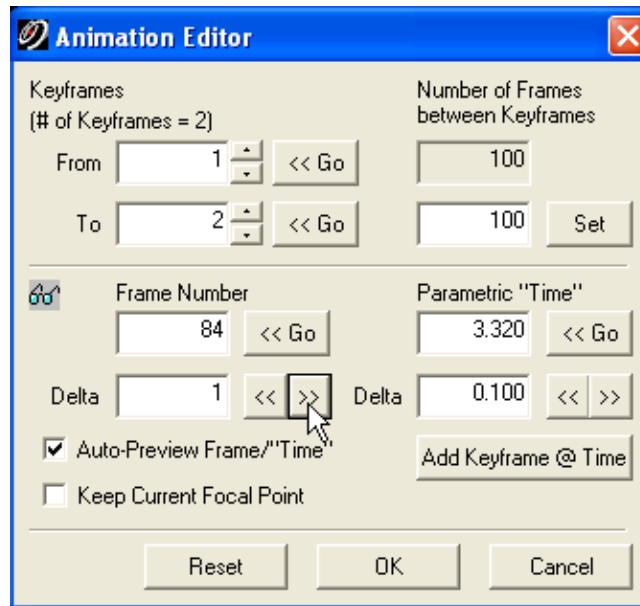 Animation Editor
Keyframes
(# of Keyframes = 2)
Number of Frames
between Keyframes
From 1 << Go 100
To 2 << Go 100 Set
Frame Number Parametric "Time"
84 << Go 3.320 << Go
Delta 1 << >> Delta 0.100 << >>
Auto-Preview Frame/"Time"
Add Keyframe @ Time
Keep Current Focal Point
Reset OK Cancel